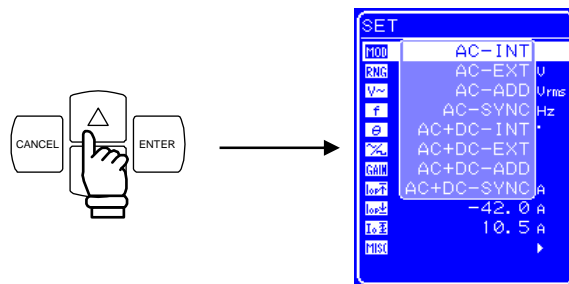 CANCEL
△
ENTER
SET
MOD AC-INT
RNG AC-EXT V
V~ AC-ADD Vrms
f AC-SYNC Hz
θ AC+DC-INT °
AC+DC-EXT
GAIN AC+DC-ADD
AC+DC-SYNC A
-42.0 A
10.5 A
MISC ▶